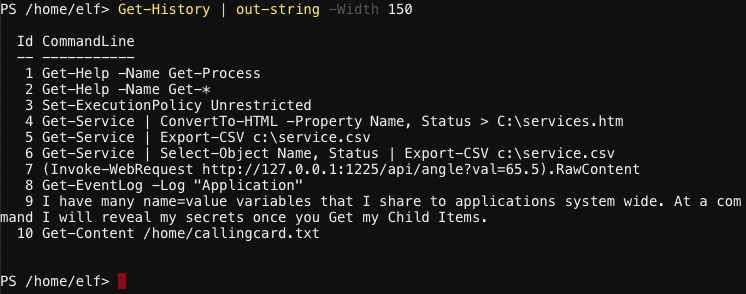 PS /home/elf> Get-History | out-string -Width 150
Id CommandLine
-- -----------
1 Get-Help -Name Get-Process
2 Get-Help -Name Get-*
3 Set-ExecutionPolicy Unrestricted
4 Get-Service | ConvertTo-HTML -Property Name, Status > C:\services.htm
5 Get-Service | Export-CSV c:\service.csv
6 Get-Service | Select-Object Name, Status | Export-CSV c:\service.csv
7 (Invoke-WebRequest http://127.0.0.1:1225/api/angle?val=65.5).RawContent
8 Get-EventLog -Log "Application"
9 I have many name=value variables that I share to applications system wide. At a com
mand I will reveal my secrets once you Get my Child Items.
10 Get-Content /home/callingcard.txt
PS /home/elf>